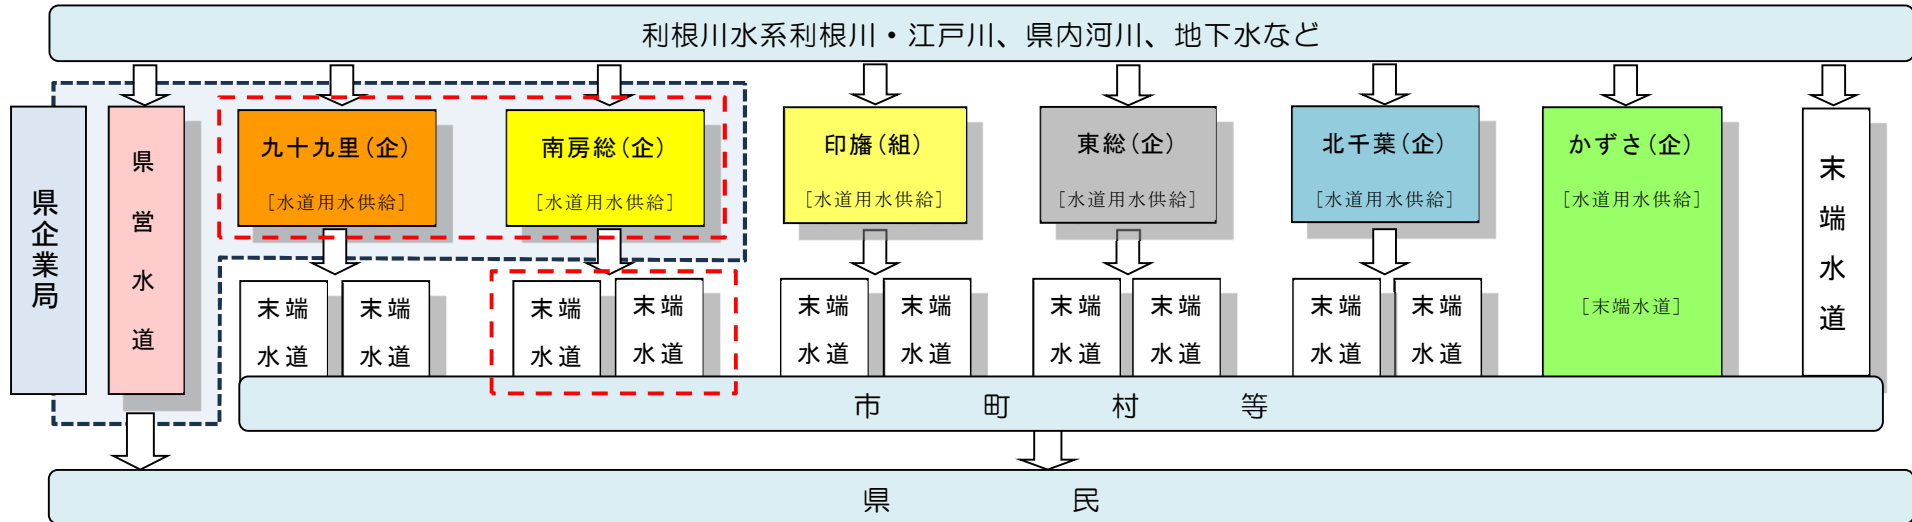 利根川水系利根川・江戸川、県内河川、地下水など
県企業局
県営水道
九十九里(企)
[水道用水供給]
南房総(企)
[水道用水供給]
印旛(組)
[水道用水供給]
東総(企)
[水道用水供給]
北千葉(企)
[水道用水供給]
かずさ(企)
[水道用水供給]
[末端水道]
末端水道
末端
水道
末端
水道
末端
水道
末端
水道
末端
水道
末端
水道
末端
水道
末端
水道
末端
水道
末端
水道
市町村等
県民